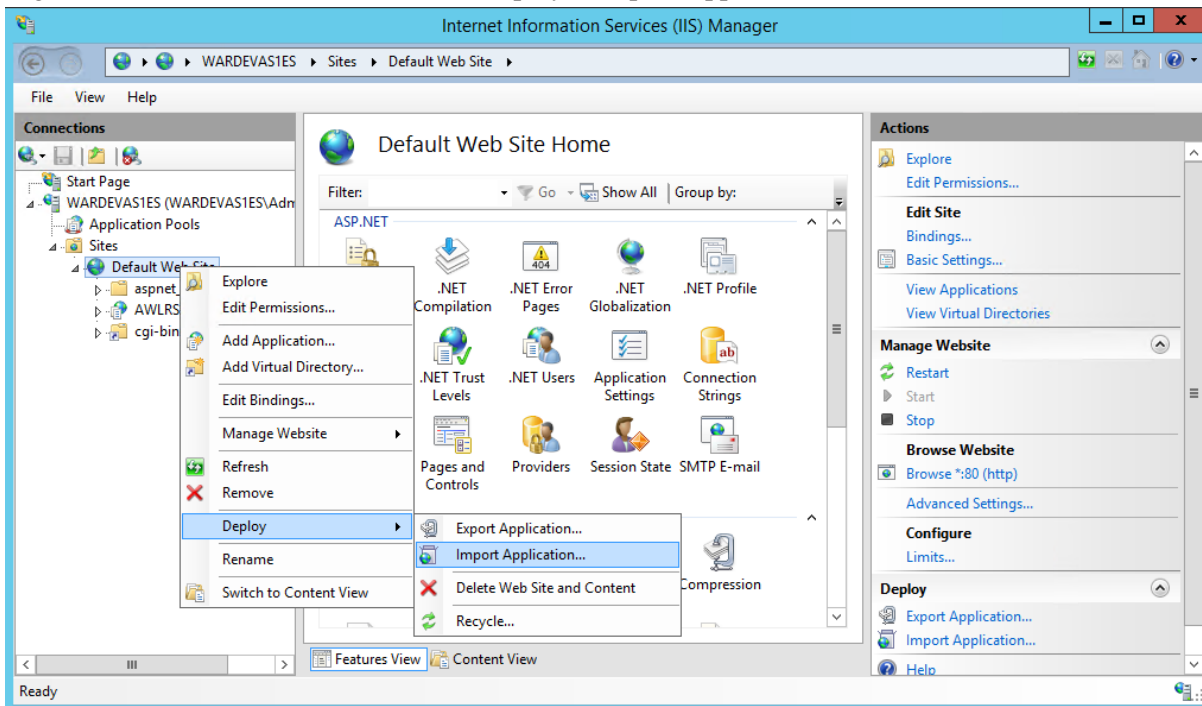 Internet Information Services (IIS) Manager
WARDEVAS1ES Sites Default Web Site
File View Help
Connections
Start Page
WARDEVAS1ES (WARDEVAS1ES\Adm
Application Pools
Sites
Default Web Site
aspnet_
AWLRS
cgi-bin
Explore
Edit Permissions...
Add Application...
Add Virtual Directory...
Edit Bindings...
Manage Website
Refresh
Remove
Deploy
Rename
Switch to Content View
Export Application...
Import Application...
Delete Web Site and Content
Recycle...
Default Web Site Home
Filter: Go Show All Group by:
ASP.NET
404
.NET Compilation
.NET Error Pages
.NET Globalization
.NET Profile
ab
.NET Trust Levels
.NET Users
Application Settings
Connection Strings
Pages and Controls
Providers
Session State
SMTP E-mail
Compression
Features View Content View
Actions
Explore
Edit Permissions...
Edit Site
Bindings...
Basic Settings...
View Applications
View Virtual Directories
Manage Website
Restart
Start
Stop
Browse Website
Browse *:80 (http)
Advanced Settings...
Configure
Limits...
Deploy
Export Application...
Import Application...
Help
Ready